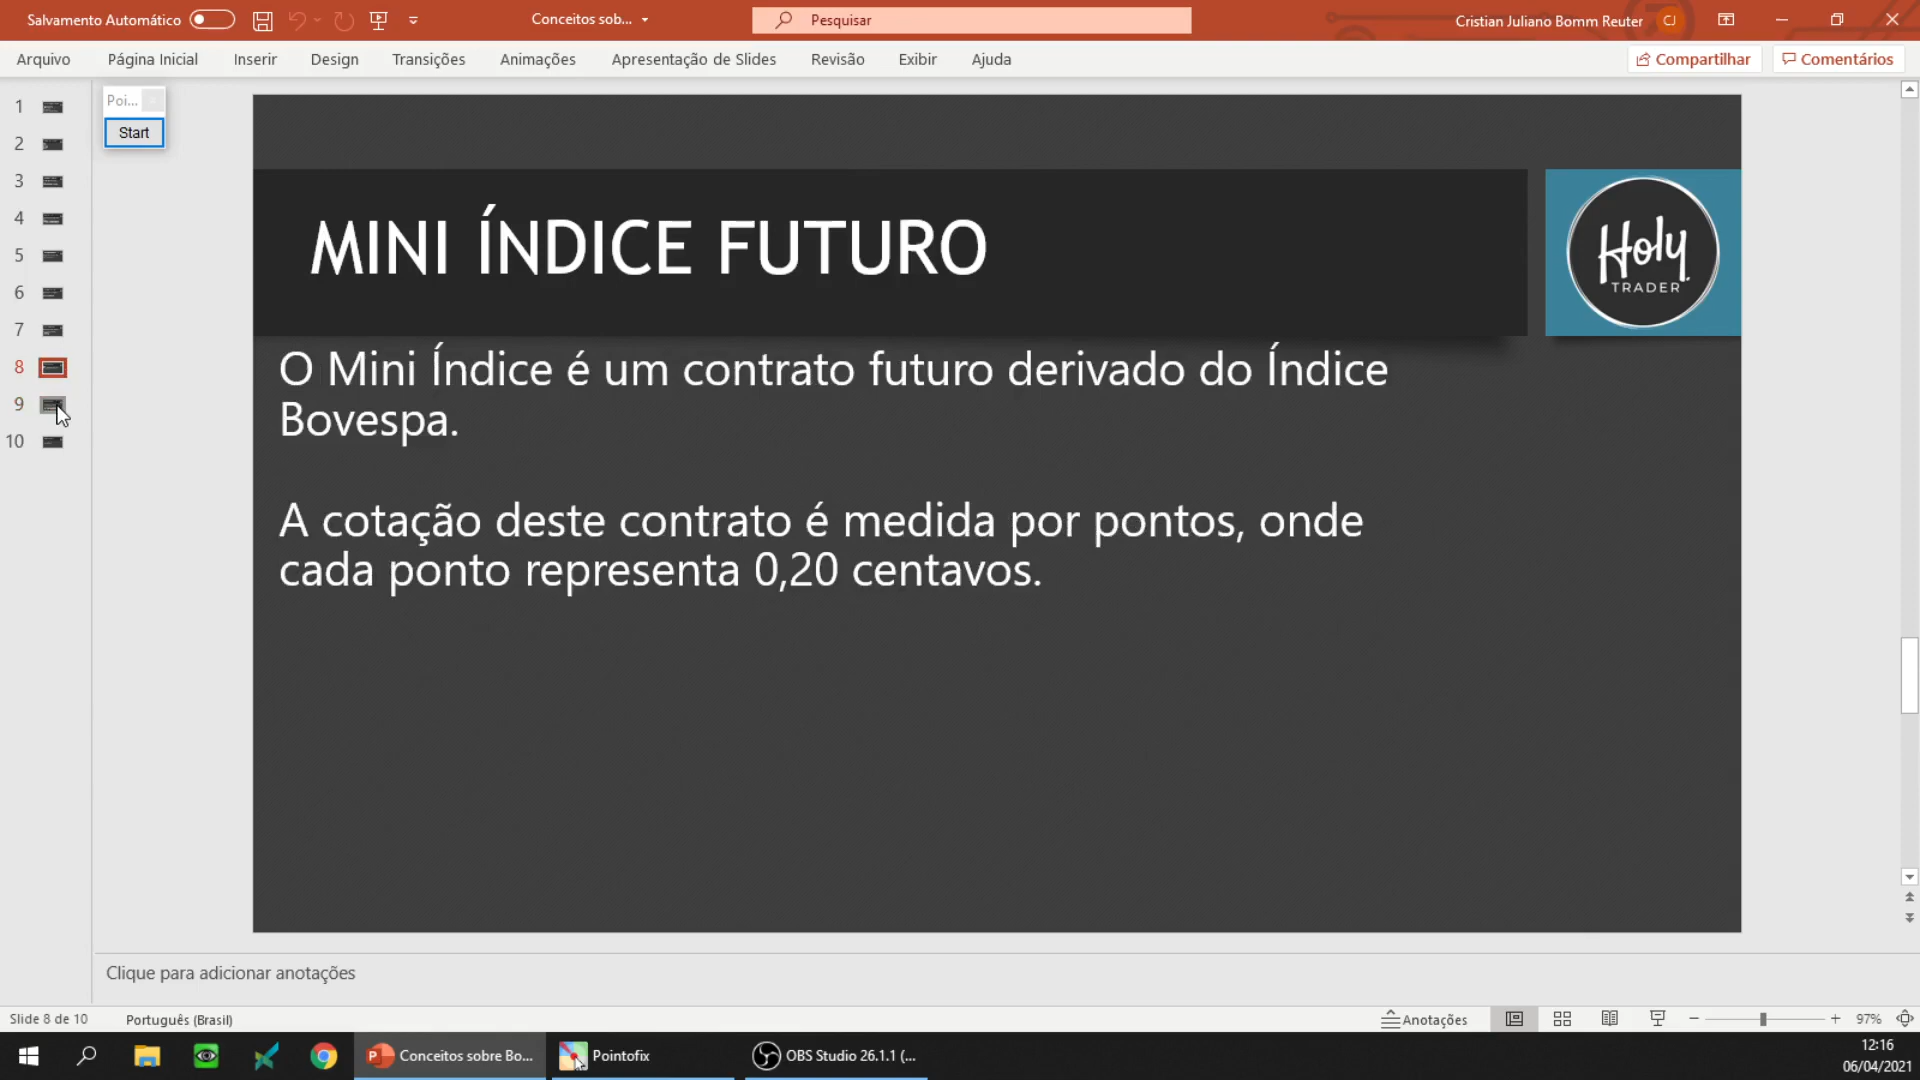 Salvamento Automático
Conceitos sob...
Pesquisar
Cristian Juliano Bomm Reuter
CJ
Arquivo
Página Inicial
Inserir
Design
Transições
Animações
Apresentação de Slides
Revisão
Exibir
Ajuda
Compartilhar
Comentários
1
2
3
4
5
6
7
8
9
10
Poi...
Start
MINI ÍNDICE FUTURO
Holy
TRADER
O Mini Índice é um contrato futuro derivado do Índice
Bovespa.
A cotação deste contrato é medida por pontos, onde
cada ponto representa 0,20 centavos.
Clique para adicionar anotações
Slide 8 de 10
Português (Brasil)
Anotações
97%
Conceitos sobre Bo...
Pointofix
OBS Studio 26.1.1 (...
12:16
06/04/2021